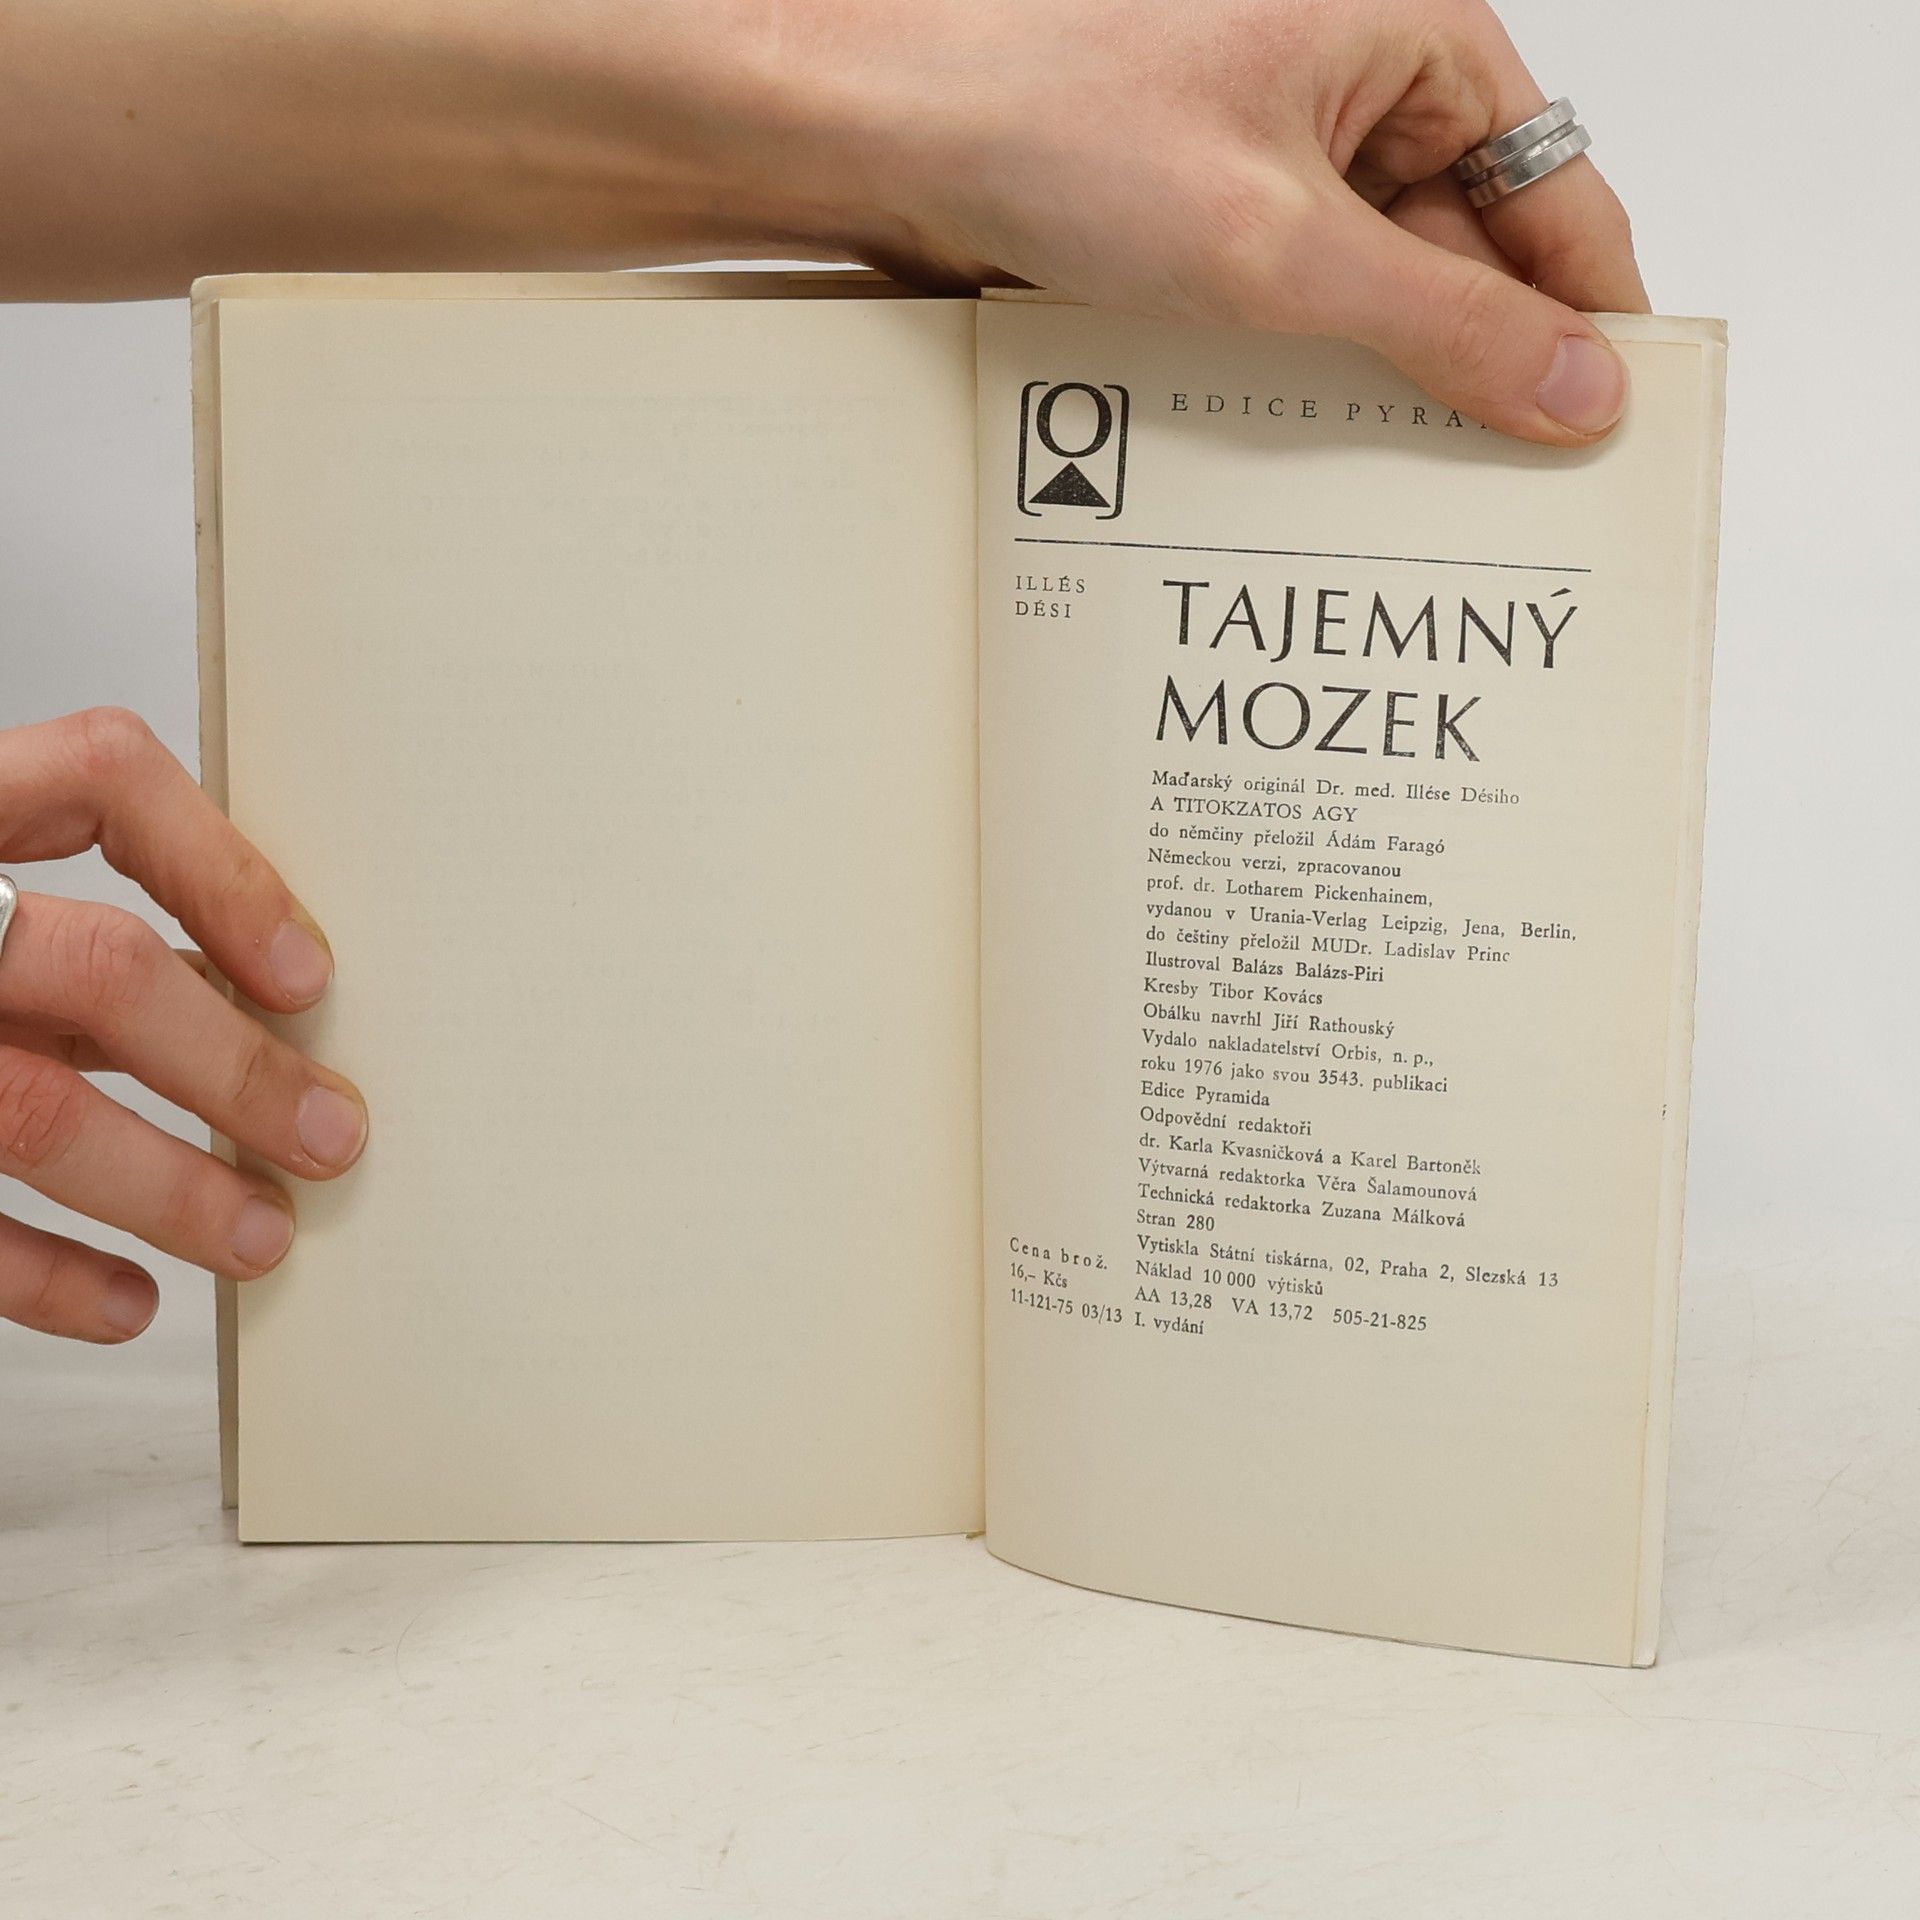 EDICE
ILLÉS
DÉSI
TAJEMNÝ
MOZEK
Maďarský originál Dr. med. Illése Désiho
A TITOKZATOS AGY
do němčiny přeložil Ádám Faragó
Německou verzi, zpracovanou
prof. dr. Lotharem Pickenhainem,
vydanou v Urania-Verlag Leipzig, Jena, Berlin,
do češtiny přeložil MUDr. Ladislav Princ
Ilustroval Balázs Balázs-Piri
Kresby Tibor Kovács
Obálku navrhl Jiří Rathouský
Vydalo nakladatelství Orbis, n. p.,
roku 1976 jako svou 3543. publikaci
Edice Pyramida
Odpovědní redaktoři
dr. Karla Kvasničková a Karel Bartoněk
Výtvarná redaktorka Věra Šalamounová
Technická redaktorka Zuzana Málková
Stran 280
Vytiskla Státní tiskárna, 02, Praha 2, Slezská 13
Náklad 10 000 výtisků
AA 13,28 VA 13,72 505-21-825
I. vydání
Cena brož.
16,– Kčs
11-121-75 03/13